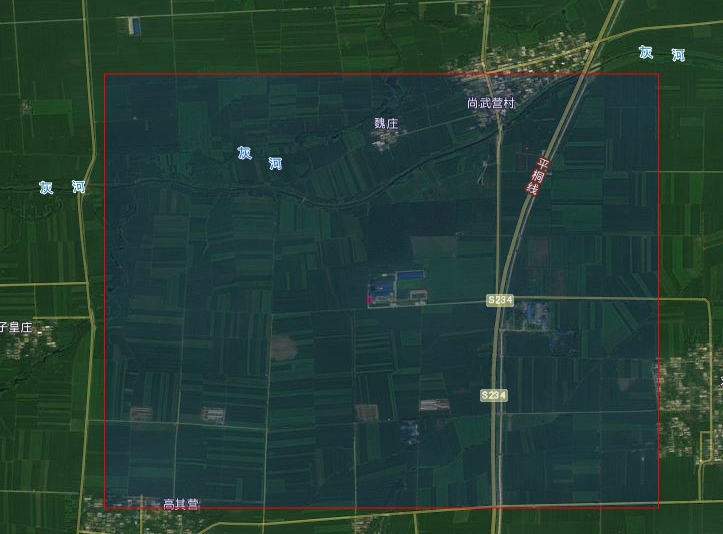 灰 河
尚武营村
魏庄
灰 河
平桐线
灰 河
S234
子皇庄
S234
高其营